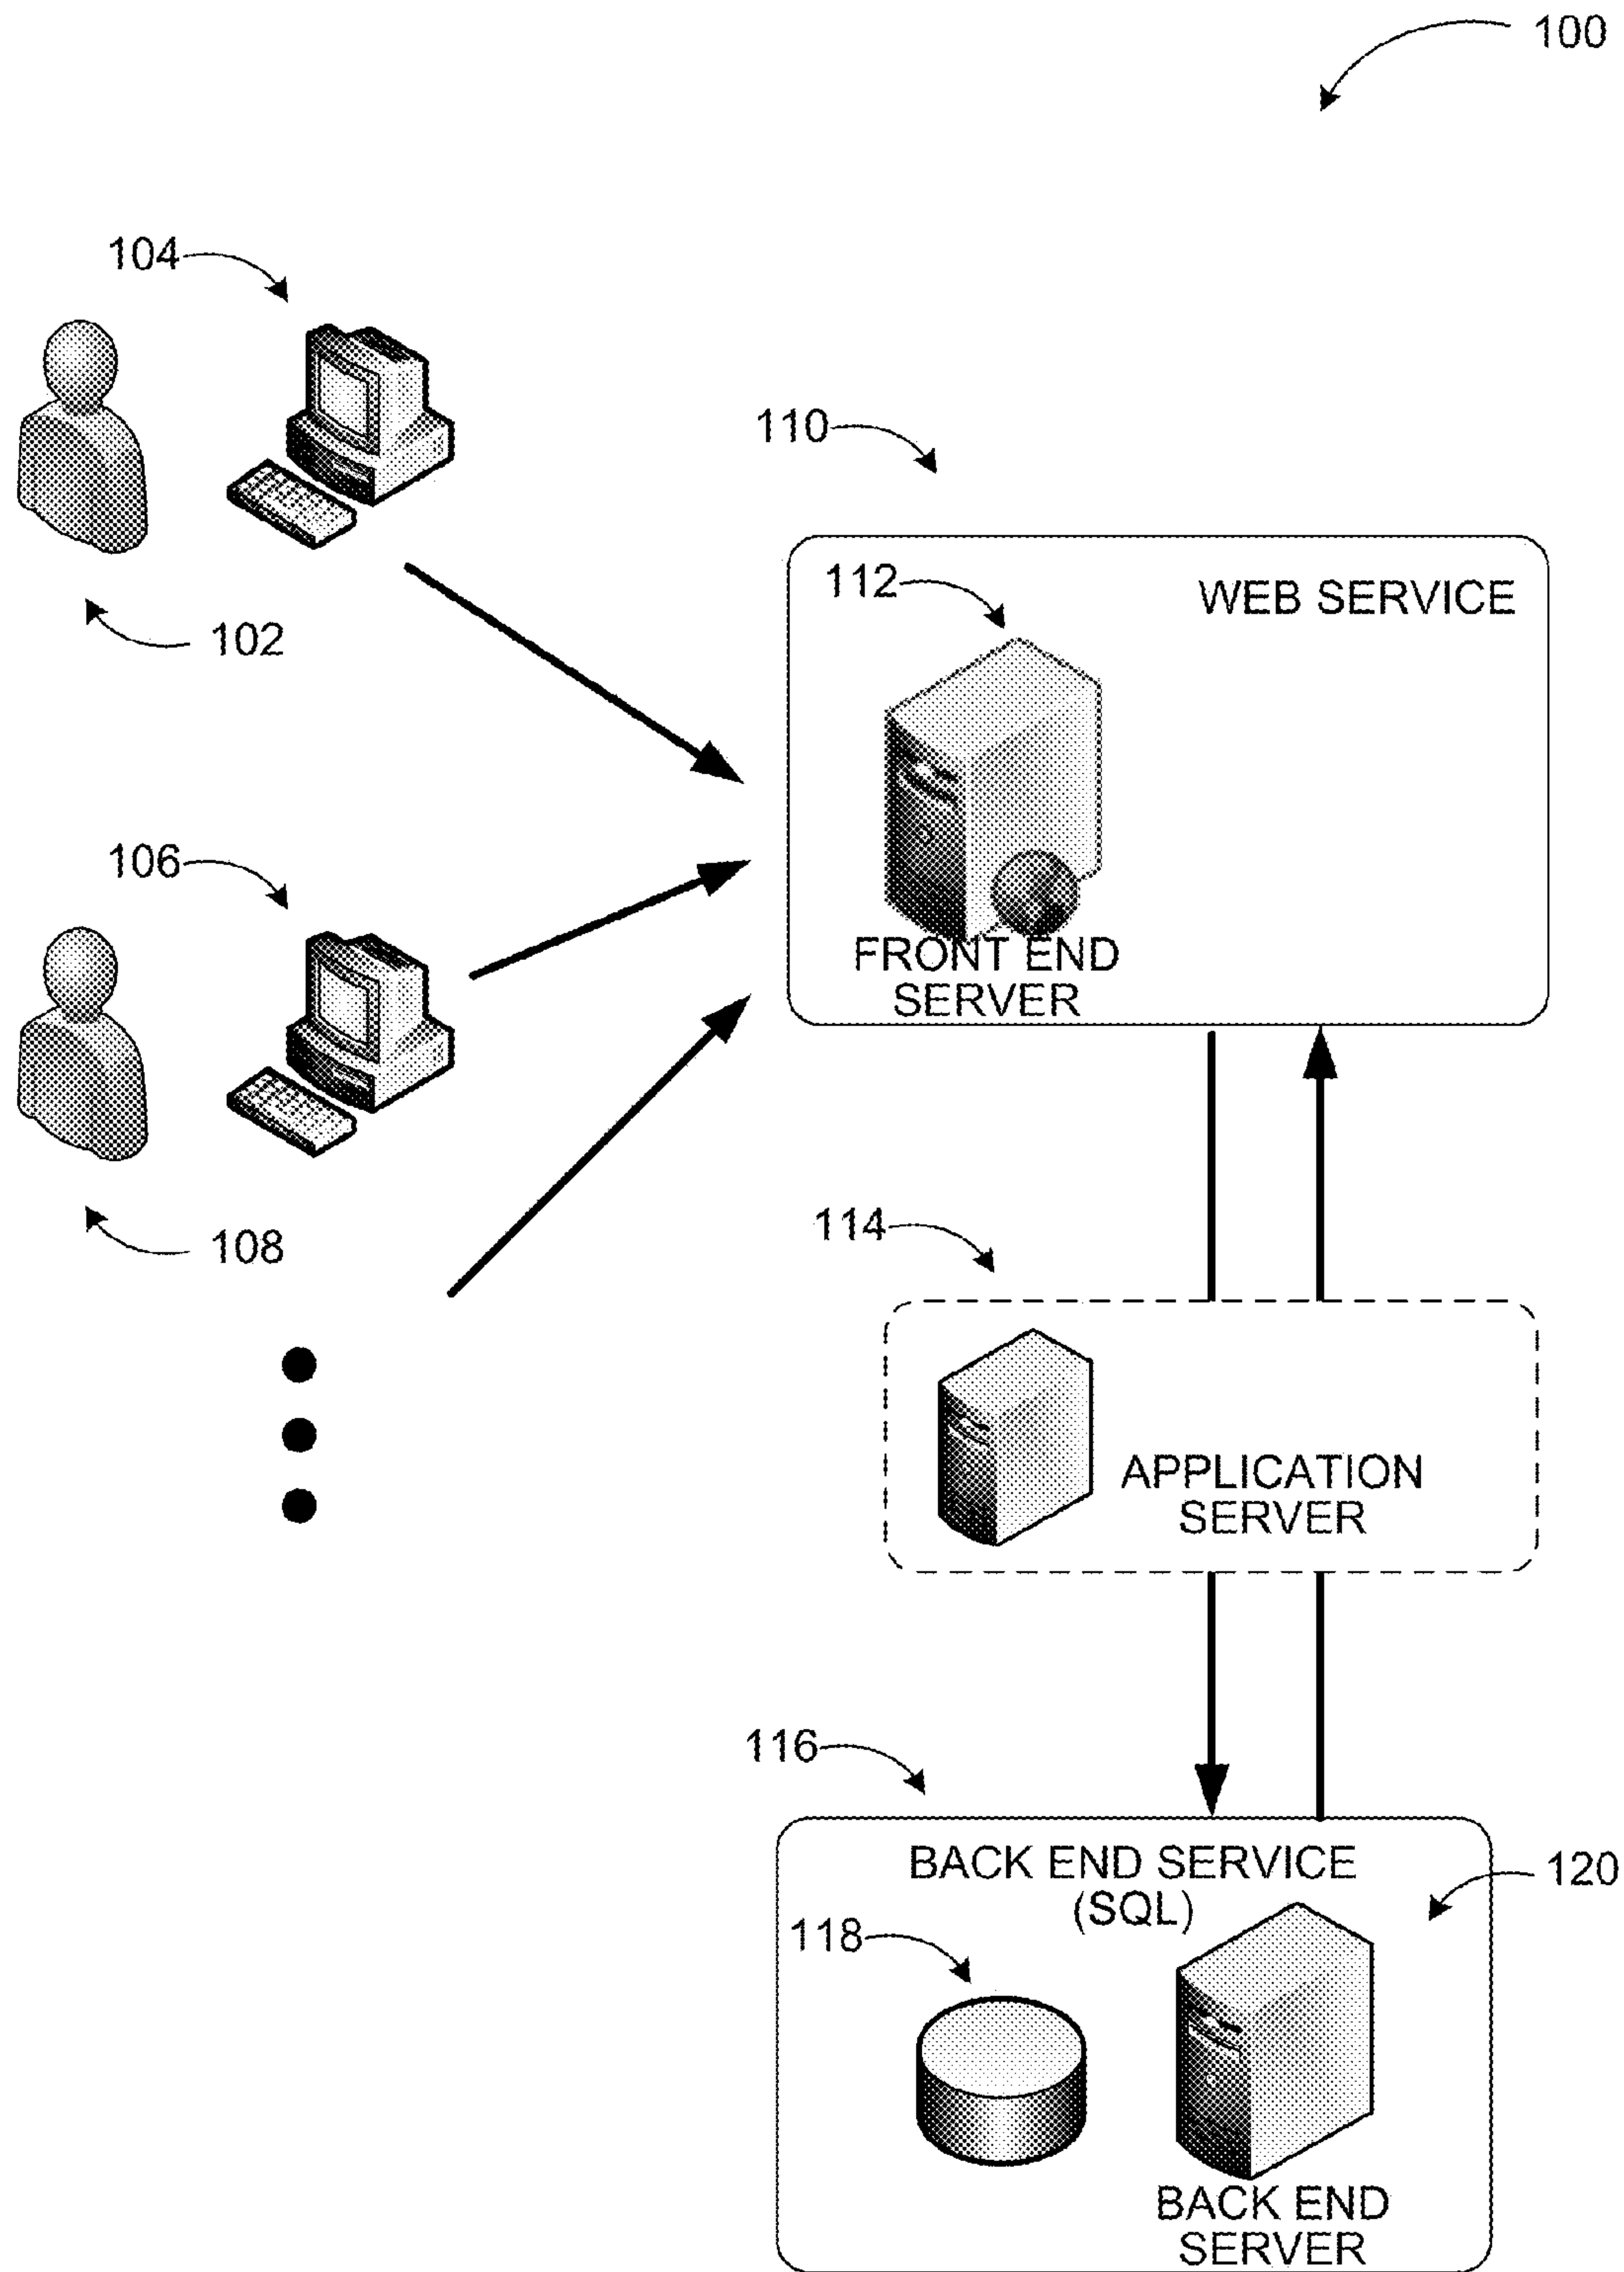 100
104
102
110
112
WEB SERVICE
FRONT END
SERVER
106
108
114
APPLICATION
SERVER
116
BACK END SERVICE
(SQL)
118
120
BACK END
SERVER